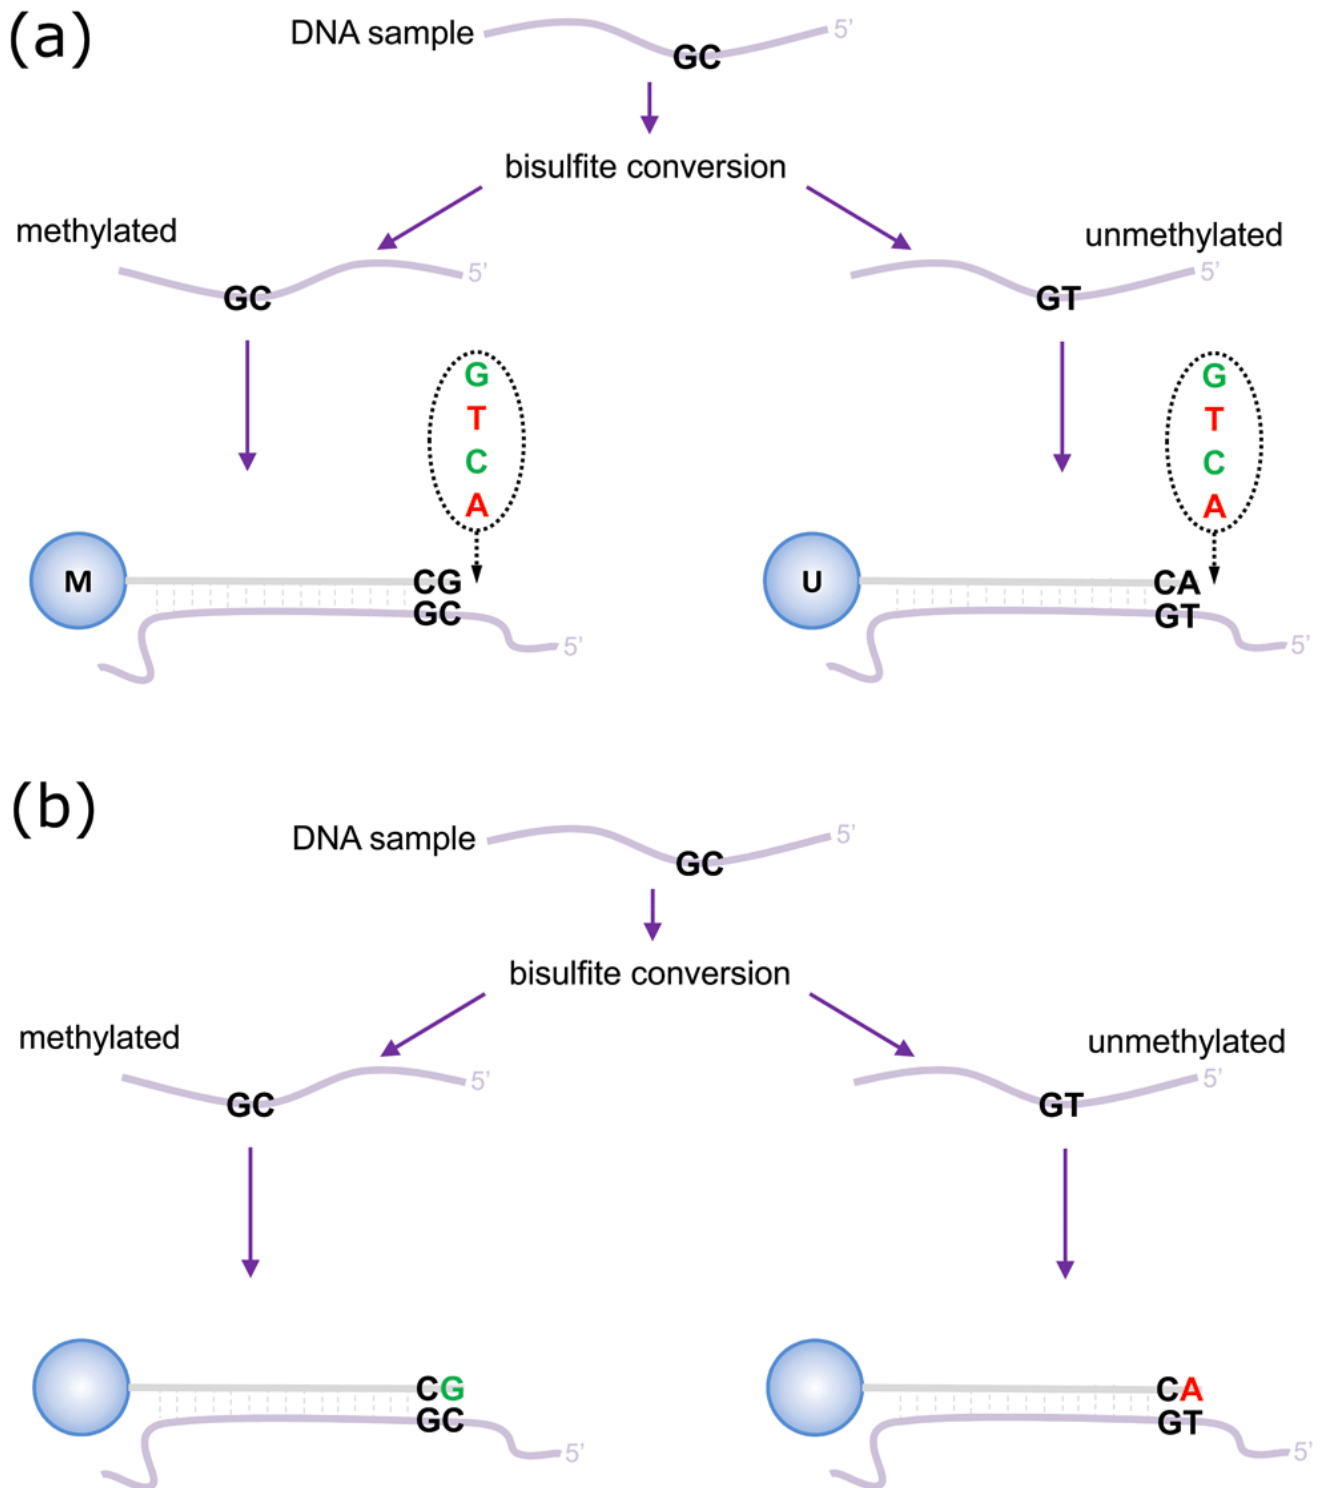 (a)
DNA sample
5’
GC
bisulfite conversion
methylated
unmethylated
5’
5’
GC
GT
G
T
C
A
G
T
C
A
M
CG
GC
5’
U
CA
GT
5’
(b)
DNA sample
5’
GC
bisulfite conversion
methylated
unmethylated
5’
5’
GC
GT
CG
GC
5’
CA
GT
5’